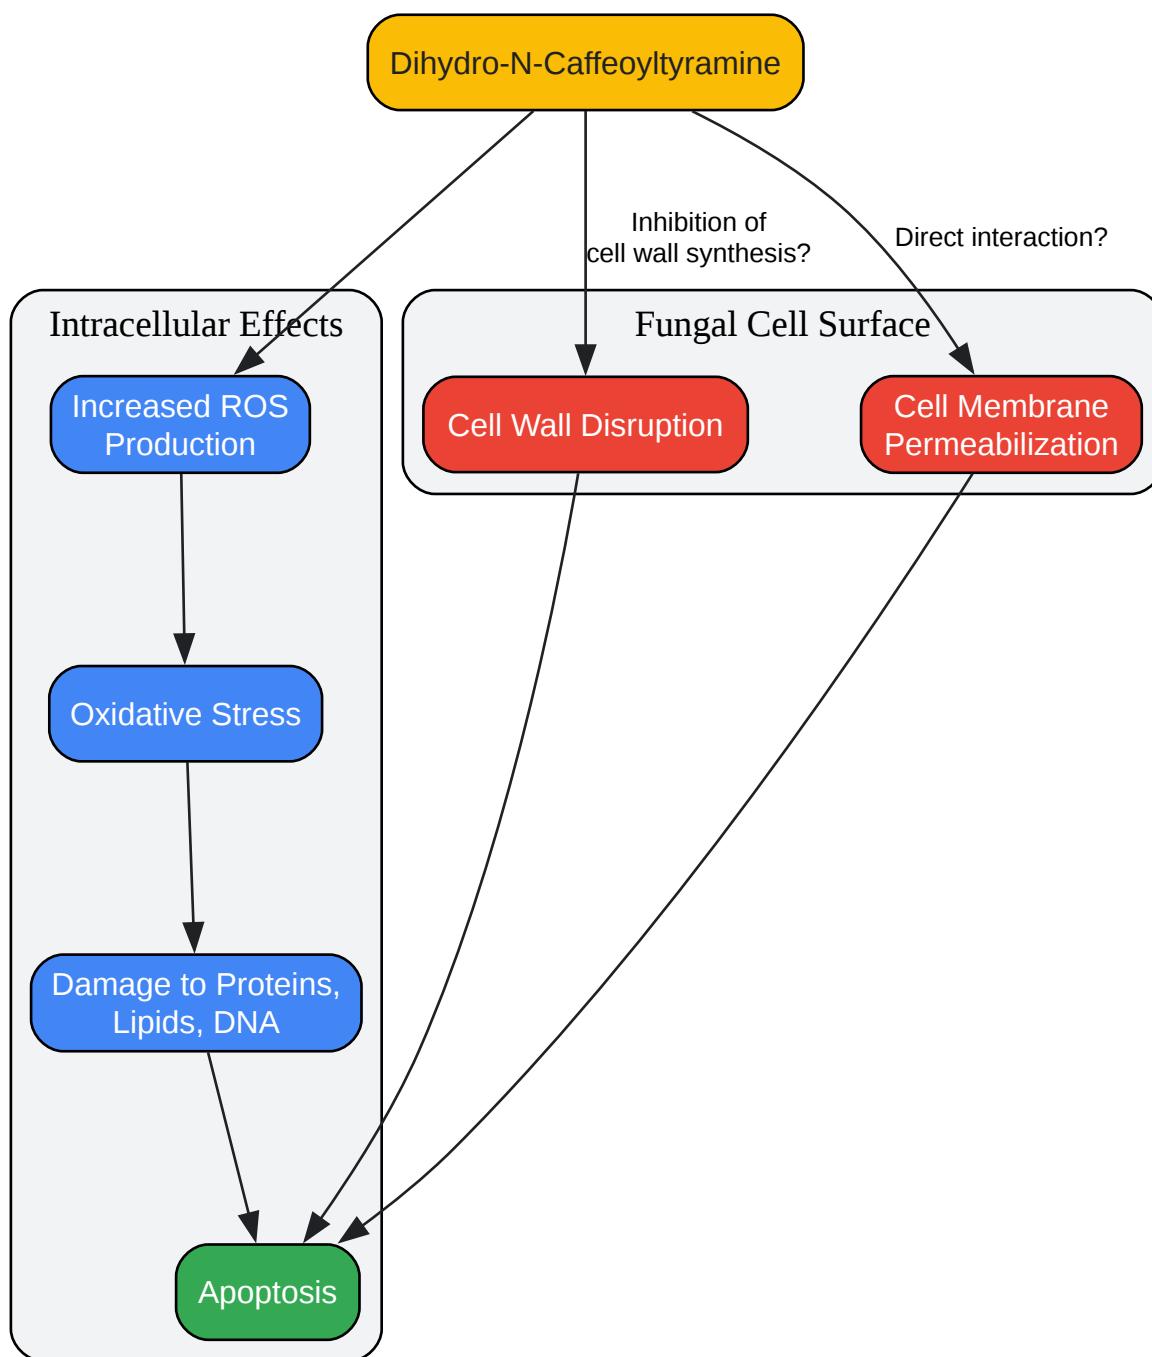 Dihydro-N-Caffeoyltyramine
Inhibition of
cell wall synthesis?
Direct interaction?
Intracellular Effects
Fungal Cell Surface
Increased ROS
Production
Cell Wall Disruption
Cell Membrane
Permeabilization
Oxidative Stress
Damage to Proteins,
Lipids, DNA
Apoptosis